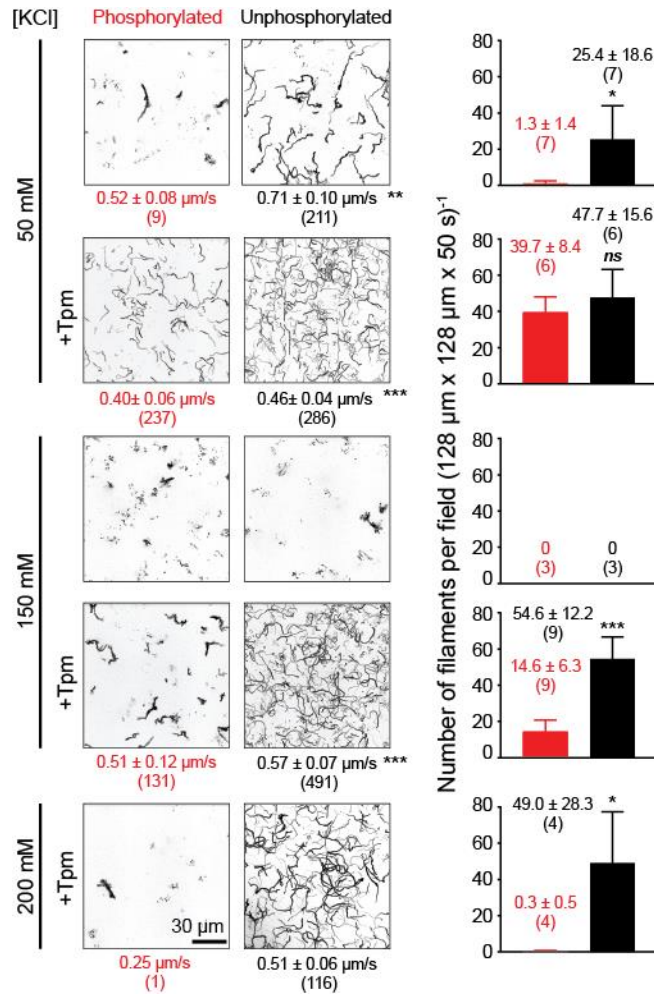 [KCl]
Phosphorylated
Unphosphorylated
50 mM
0.52 ± 0.08 µm/s
(9)
0.71 ± 0.10 µm/s **
(211)
+Tpm
0.40± 0.06 µm/s
(237)
0.46± 0.04 µm/s ***
(286)
150 mM
+Tpm
0.51 ± 0.12 µm/s
(131)
0.57 ± 0.07 µm/s ***
(491)
200 mM
+Tpm
30 µm
0.25 µm/s
(1)
0.51 ± 0.06 µm/s
(116)
Number of filaments per field (128 µm x 128 µm x 50 s)-1
80
60
40
20
0
1.3 ± 1.4
(7)
25.4 ± 18.6
(7)
*
80
60
40
20
0
39.7 ± 8.4
(6)
47.7 ± 15.6
(6)
ns
80
60
40
20
0
0
(3)
0
(3)
80
60
40
20
0
14.6 ± 6.3
(9)
54.6 ± 12.2
(9)
***
80
60
40
20
0
0.3 ± 0.5
(4)
49.0 ± 28.3
(4)
*